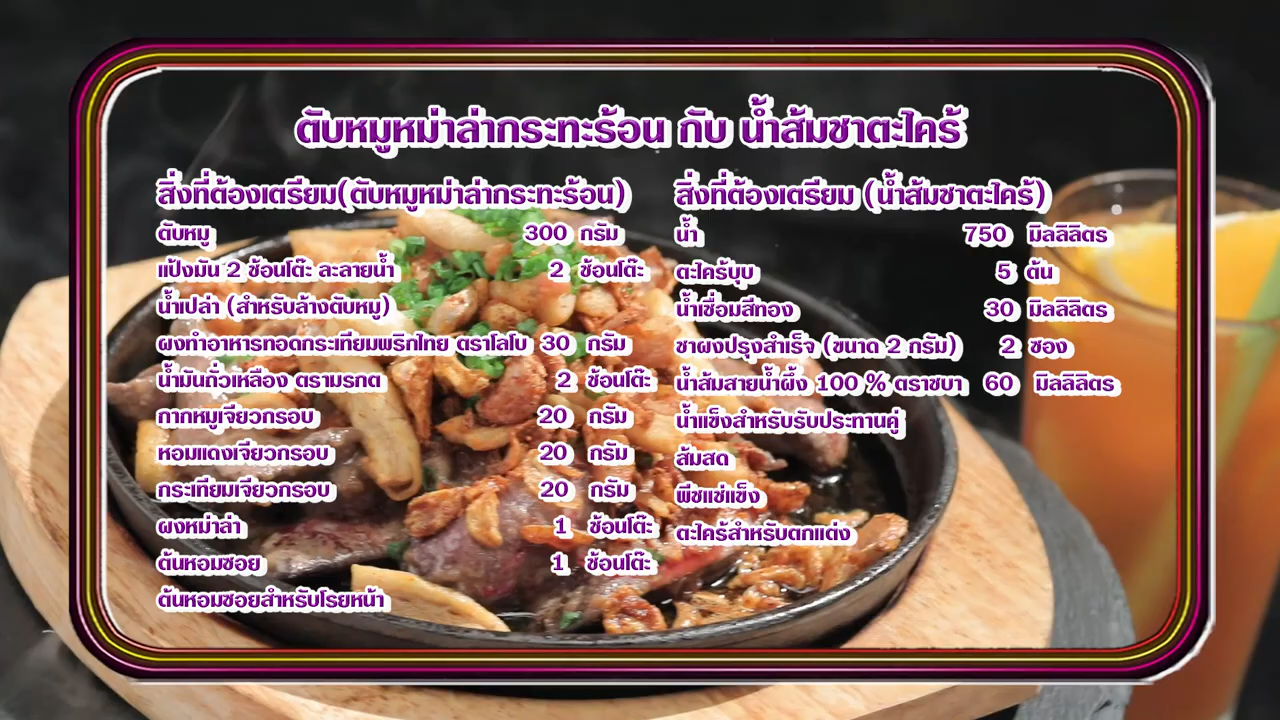 ตับหมูหม่าล่ากระทะร้อน กับ น้ำส้มชาตะไคร้
สิ่งที่ต้องเตรียม(ตับหมูหม่าล่ากระทะร้อน)
ตับหมู 300 กรัม
แป้งมัน 2 ช้อนโต๊ะ ละลายน้ำ 2 ช้อนโต๊ะ
น้ำเปล่า (สำหรับล้างตับหมู)
ผงทำอาหารทอดกระเทียมพริกไทย ตราโลโบ 30 กรัม
น้ำมันถั่วเหลือง ตรามรกต 2 ช้อนโต๊ะ
กากหมูเจียวกรอบ 20 กรัม
หอมแดงเจียวกรอบ 20 กรัม
กระเทียมเจียวกรอบ 20 กรัม
ผงหม่าล่า 1 ช้อนโต๊ะ
ต้นหอมซอย 1 ช้อนโต๊ะ
ต้นหอมซอยสำหรับโรยหน้า
สิ่งที่ต้องเตรียม (น้ำส้มชาตะไคร้)
น้ำ 750 มิลลิลิตร
ตะไคร้บุบ 5 ต้น
น้ำเชื่อมสีทอง 30 มิลลิลิตร
ชาผงปรุงสำเร็จ (ขนาด 2 กรัม) 2 ซอง
น้ำส้มสายน้ำผึ้ง 100 % ตราชบา 60 มิลลิลิตร
น้ำแข็งสำหรับรับประทานคู่
ส้มสด
พีชแช่แข็ง
ตะไคร้สำหรับตกแต่ง